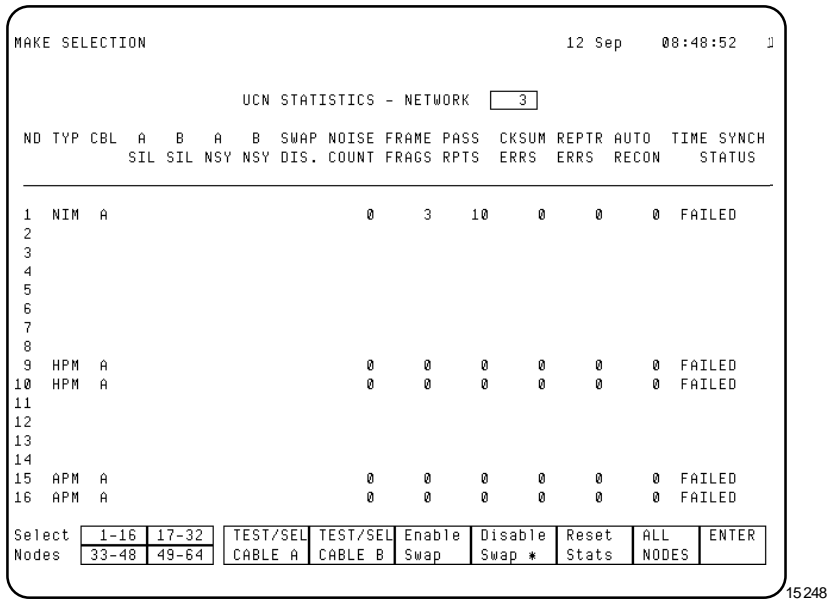 MAKE SELECTION 12 Sep 08:48:52
UCN STATISTICS - NETWORK 3
ND TYP CBL A B A B SWAP NOISE FRAME PASS CKSUM REPTR AUTO TIME SYNCH
SIL SIL NSY NSY DIS. COUNT FRAGS RPTS ERRS ERRS RECON STATUS
1 NIM A 0 3 10 0 0 0 FAILED
2
3
4
5
6
7
8
9 HPM A 0 0 0 0 0 0 FAILED
10 HPM A 0 0 0 0 0 0 FAILED
11
12
13
14
15 APM A 0 0 0 0 0 0 FAILED
16 APM A 0 0 0 0 0 0 FAILED
Select 1-16 17-32 TEST/SEL TEST/SEL Enable Disable Reset ALL ENTER
Nodes 33-48 49-64 CABLE A CABLE B Swap Swap * Stats NODES
15248